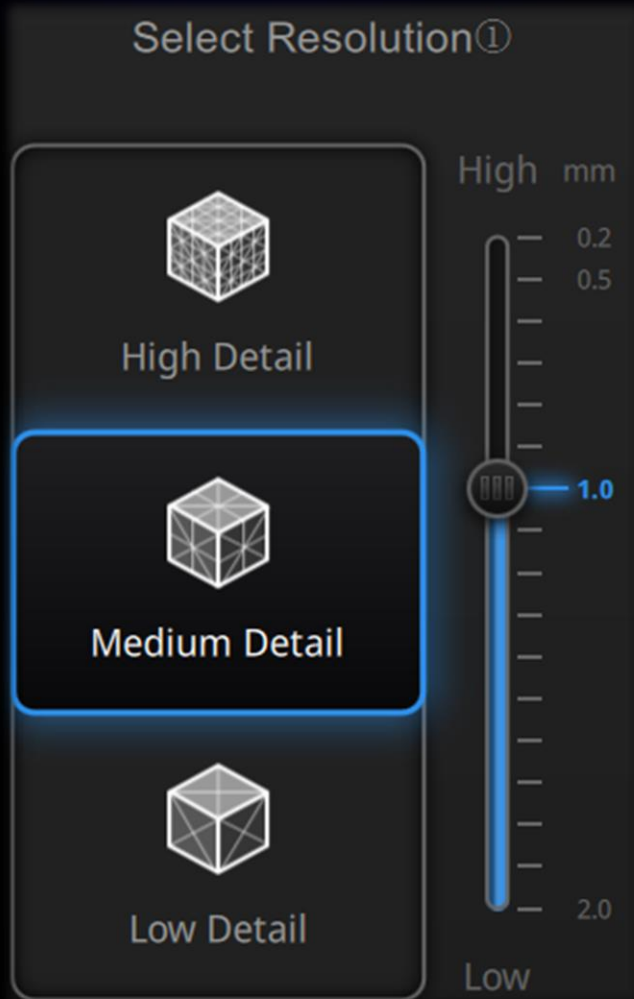 Select Resolution①
High mm
0.2
0.5
High Detail
1.0
Medium Detail
2.0
Low Detail
Low